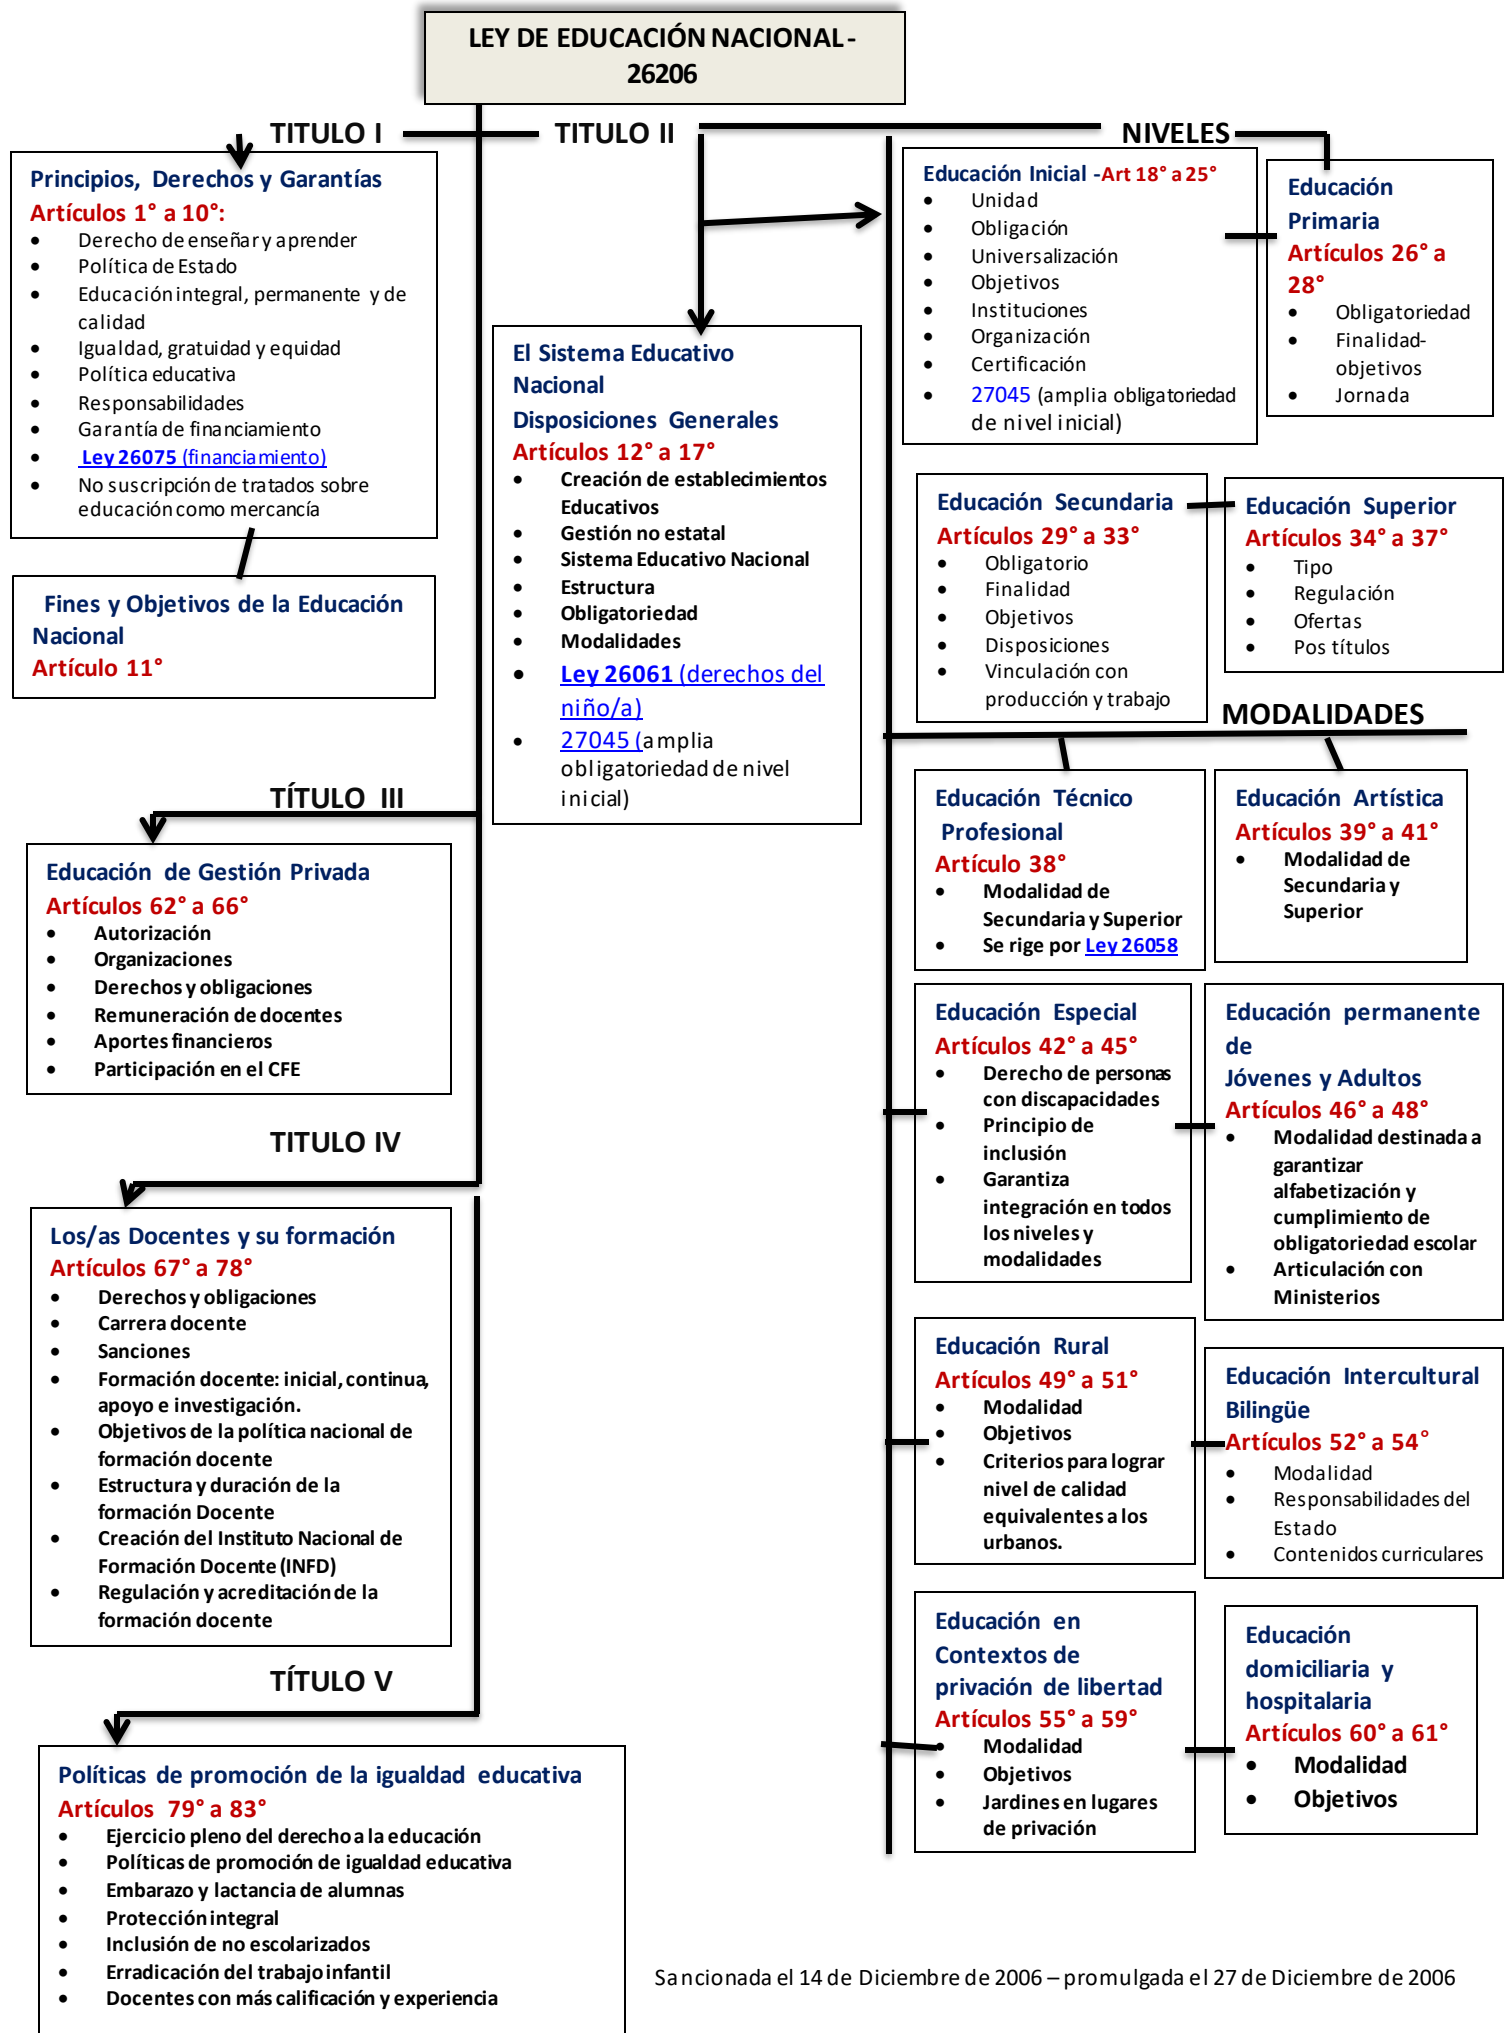 LEY DE EDUCACIÓN NACIONAL -
26206
TITULO I
Principios, Derechos y Garantías
Artículos 1° a 10°:
• Derecho de enseñar y aprender
• Política de Estado
• Educación integral, permanente y de
calidad
• Igualdad, gratuidad y equidad
• Política educativa
• Responsabilidades
• Garantía de financiamiento
• Ley 26075 (financiamiento)
• No suscripción de tratados sobre
educación como mercancía
Fines y Objetivos de la Educación
Nacional
Artículo 11°
TITULO II
El Sistema Educativo
Nacional
Disposiciones Generales
Artículos 12° a 17°
• Creación de establecimientos
Educativos
• Gestión no estatal
• Sistema Educativo Nacional
• Estructura
• Obligatoriedad
• Modalidades
• Ley 26061 (derechos del
niño/a)
• 27045 (amplia
obligatoriedad de nivel
inicial)
NIVELES
Educación Inicial -Art 18° a 25°
• Unidad
• Obligación
• Universalización
• Objetivos
• Instituciones
• Organización
• Certificación
• 27045 (amplia obligatoriedad
de nivel inicial)
Educación
Primaria
Artículos 26° a
28°
• Obligatoriedad
• Finalidad-
objetivos
• Jornada
Educación Secundaria
Artículos 29° a 33°
• Obligatorio
• Finalidad
• Objetivos
• Disposiciones
• Vinculación con
producción y trabajo
Educación Superior
Artículos 34° a 37°
• Tipo
• Regulación
• Ofertas
• Pos títulos
MODALIDADES
Educación Técnico
Profesional
Artículo 38°
• Modalidad de
Secundaria y Superior
• Se rige por Ley 26058
Educación Artística
Artículos 39° a 41°
• Modalidad de
Secundaria y
Superior
Educación Especial
Artículos 42° a 45°
• Derecho de personas
con discapacidades
• Principio de
inclusión
• Garantiza
integración en todos
los niveles y
modalidades
Educación permanente
de
Jóvenes y Adultos
Artículos 46° a 48°
• Modalidad destinada a
garantizar
alfabetización y
cumplimiento de
obligatoriedad escolar
• Articulación con
Ministerios
Educación Rural
Artículos 49° a 51°
• Modalidad
• Objetivos
• Criterios para lograr
nivel de calidad
equivalentes a los
urbanos.
Educación Intercultural
Bilingüe
Artículos 52° a 54°
• Modalidad
• Responsabilidades del
Estado
• Contenidos curriculares
Educación en
Contextos de
privación de libertad
Artículos 55° a 59°
• Modalidad
• Objetivos
• Jardines en lugares
de privación
Educación
domiciliaria y
hospitalaria
Artículos 60° a 61°
• Modalidad
• Objetivos
TÍTULO III
Educación de Gestión Privada
Artículos 62° a 66°
• Autorización
• Organizaciones
• Derechos y obligaciones
• Remuneración de docentes
• Aportes financieros
• Participación en el CFE
TITULO IV
Los/as Docentes y su formación
Artículos 67° a 78°
• Derechos y obligaciones
• Carrera docente
• Sanciones
• Formación docente: inicial, continua,
apoyo e investigación.
• Objetivos de la política nacional de
formación docente
• Estructura y duración de la
formación Docente
• Creación del Instituto Nacional de
Formación Docente (INFD)
• Regulación y acreditación de la
formación docente
TÍTULO V
Políticas de promoción de la igualdad educativa
Artículos 79° a 83°
• Ejercicio pleno del derecho a la educación
• Políticas de promoción de igualdad educativa
• Embarazo y lactancia de alumnas
• Protección integral
• Inclusión de no escolarizados
• Erradicación del trabajo infantil
• Docentes con más calificación y experiencia
Sancionada el 14 de Diciembre de 2006 – promulgada el 27 de Diciembre de 2006